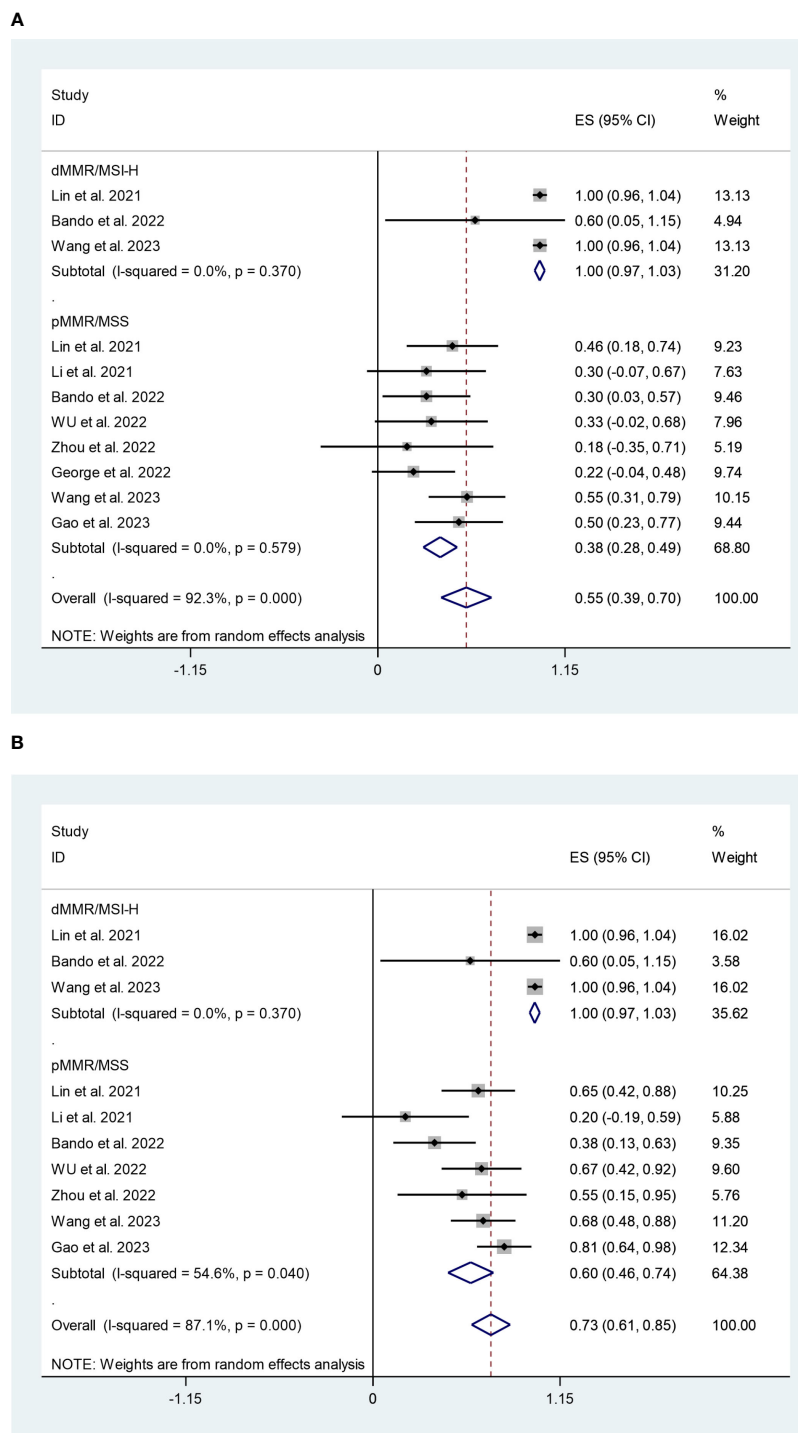 A
Study %
ID ES (95% CI) Weight
dMMR/MSI-H
Lin et al. 2021 1.00 (0.96, 1.04) 13.13
Bando et al. 2022 0.60 (0.05, 1.15) 4.94
Wang et al. 2023 1.00 (0.96, 1.04) 13.13
Subtotal (I-squared = 0.0%, p = 0.370) 1.00 (0.97, 1.03) 31.20
.
pMMR/MSS
Lin et al. 2021 0.46 (0.18, 0.74) 9.23
Li et al. 2021 0.30 (-0.07, 0.67) 7.63
Bando et al. 2022 0.30 (0.03, 0.57) 9.46
WU et al. 2022 0.33 (-0.02, 0.68) 7.96
Zhou et al. 2022 0.18 (-0.35, 0.71) 5.19
George et al. 2022 0.22 (-0.04, 0.48) 9.74
Wang et al. 2023 0.55 (0.31, 0.79) 10.15
Gao et al. 2023 0.50 (0.23, 0.77) 9.44
Subtotal (I-squared = 0.0%, p = 0.579) 0.38 (0.28, 0.49) 68.80
.
Overall (I-squared = 92.3%, p = 0.000) 0.55 (0.39, 0.70) 100.00
NOTE: Weights are from random effects analysis
-1.15 0 1.15
B
Study %
ID ES (95% CI) Weight
dMMR/MSI-H
Lin et al. 2021 1.00 (0.96, 1.04) 16.02
Bando et al. 2022 0.60 (0.05, 1.15) 3.58
Wang et al. 2023 1.00 (0.96, 1.04) 16.02
Subtotal (I-squared = 0.0%, p = 0.370) 1.00 (0.97, 1.03) 35.62
.
pMMR/MSS
Lin et al. 2021 0.65 (0.42, 0.88) 10.25
Li et al. 2021 0.20 (-0.19, 0.59) 5.88
Bando et al. 2022 0.38 (0.13, 0.63) 9.35
WU et al. 2022 0.67 (0.42, 0.92) 9.60
Zhou et al. 2022 0.55 (0.15, 0.95) 5.76
Wang et al. 2023 0.68 (0.48, 0.88) 11.20
Gao et al. 2023 0.81 (0.64, 0.98) 12.34
Subtotal (I-squared = 54.6%, p = 0.040) 0.60 (0.46, 0.74) 64.38
.
Overall (I-squared = 87.1%, p = 0.000) 0.73 (0.61, 0.85) 100.00
NOTE: Weights are from random effects analysis
-1.15 0 1.15